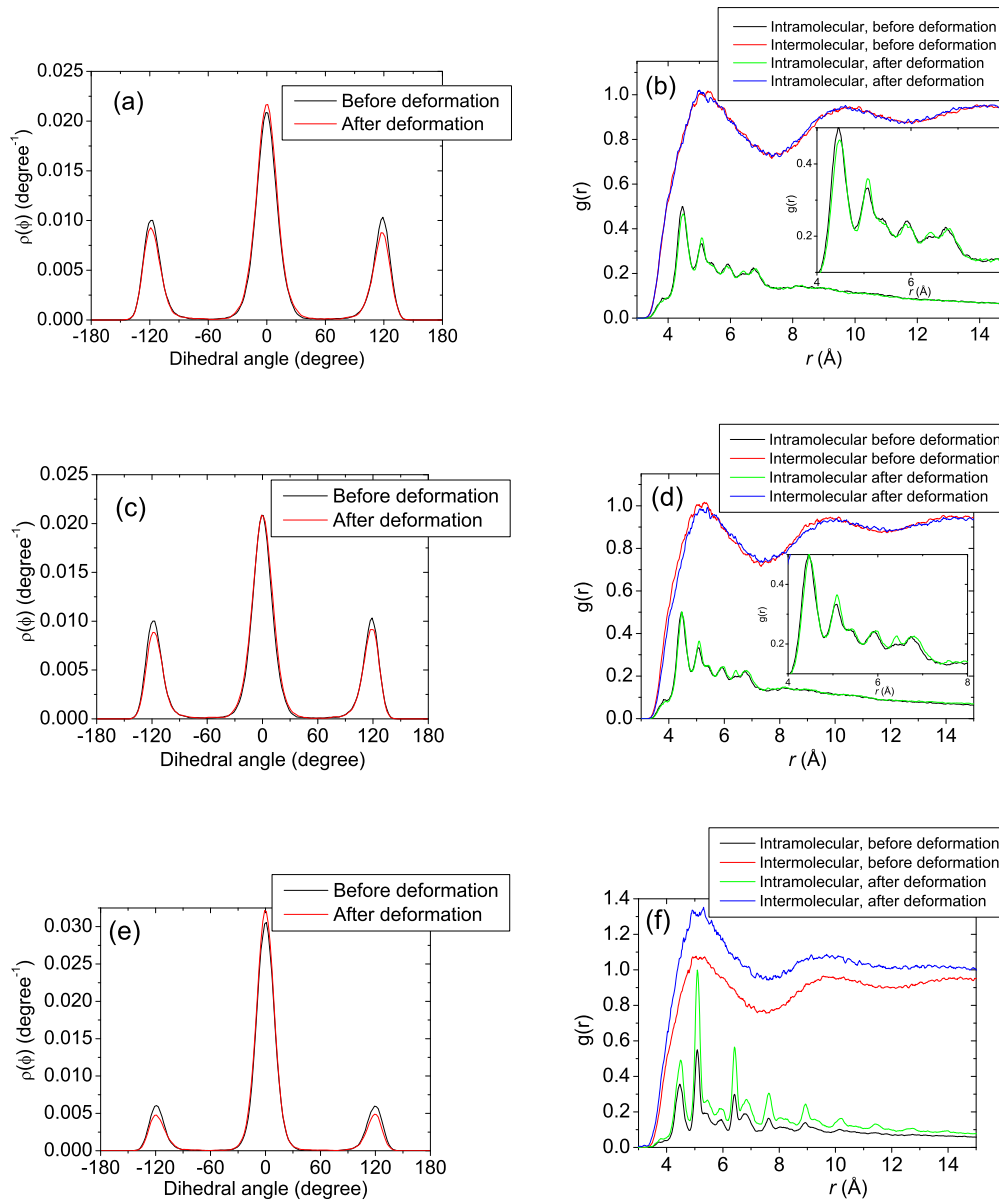 (a)
Before deformation
After deformation
0.025
0.020
0.015
0.010
0.005
0.000
ρ(ϕ) (degree⁻¹)
-180 -120 -60 0 60 120 180
Dihedral angle (degree)
(b)
Intramolecular, before deformation
Intermolecular, before deformation
Intramolecular, after deformation
Intramolecular, after deformation
1.0
0.8
0.6
0.4
0.2
0.0
g(r)
4 6 8 10 12 14
r (Å)
0.4
0.2
g(r)
4 6
r (Å)
(c)
Before deformation
After deformation
0.025
0.020
0.015
0.010
0.005
0.000
ρ(ϕ) (degree⁻¹)
-180 -120 -60 0 60 120 180
Dihedral angle (degree)
(d)
Intramolecular before deformation
Intermolecular before deformation
Intramolecular after deformation
Intermolecular after deformation
1.0
0.8
0.6
0.4
0.2
0.0
g(r)
4 6 8 10 12 14
r (Å)
0.4
0.2
g(r)
4 6 8
r (Å)
(e)
Before deformation
After deformation
0.030
0.025
0.020
0.015
0.010
0.005
0.000
ρ(ϕ) (degree⁻¹)
-180 -120 -60 0 60 120 180
Dihedral angle (degree)
(f)
Intramolecular, before deformation
Intermolecular, before deformation
Intramolecular, after deformation
Intermolecular, after deformation
1.4
1.2
1.0
0.8
0.6
0.4
0.2
0.0
g(r)
4 6 8 10 12 14
r (Å)